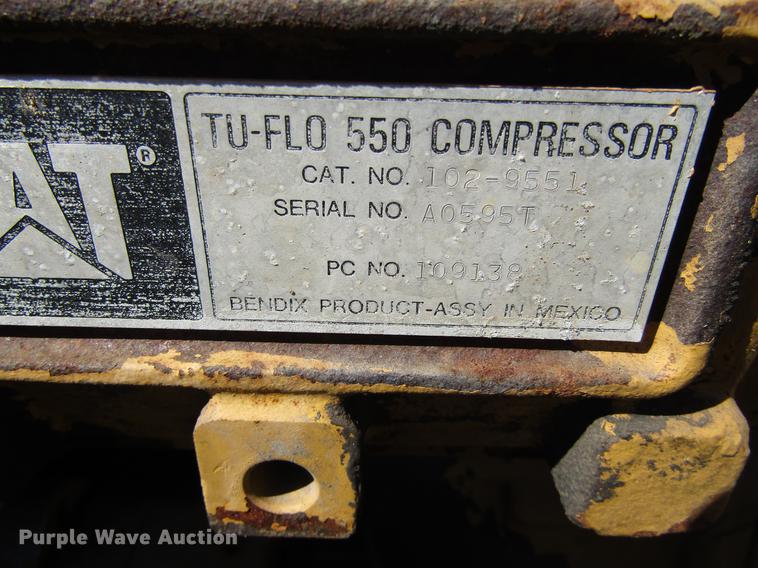 AT®
TU-FLO 550 COMPRESSOR
CAT. NO. 102-9551
SERIAL NO. A0595T
PC NO. 109138
BENDIX PRODUCT-ASSY IN MEXICO
Purple Wave Auction